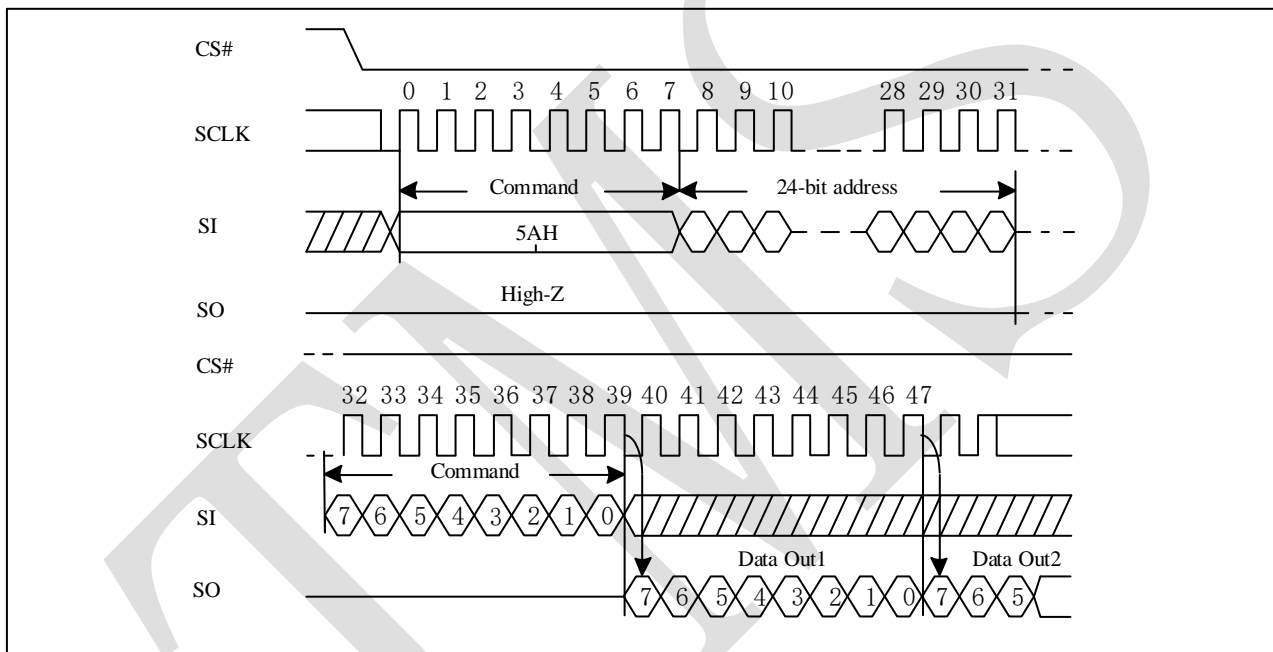 CS#
0 1 2 3 4 5 6 7 8 9 10 28 29 30 31
SCLK
Command 24-bit address
SI
5AH
High-Z
SO
CS#
32 33 34 35 36 37 38 39 40 41 42 43 44 45 46 47
SCLK
Command
SI
7 6 5 4 3 2 1 0
Data Out1 Data Out2
SO
7 6 5 4 3 2 1 0 7 6 5
TMS